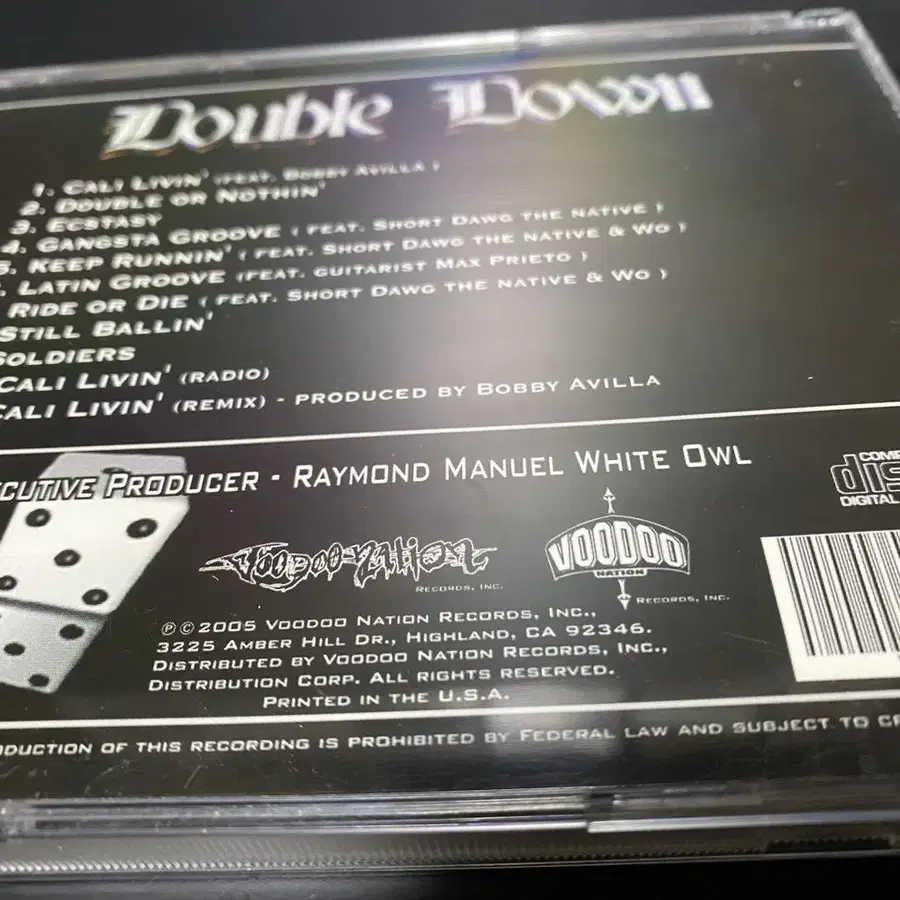 Double Down
1. Cali Livin' (feat. Bobby Avilla)
2. Double or Nothin'
3. Ecstasy
4. Gangsta Groove (feat. Short Dawg the native)
5. Keep Runnin' (feat. Short Dawg the native & Wo)
. Latin Groove (feat. guitarist Max Prieto)
Ride or Die (feat. Short Dawg the native & Wo)
Still Ballin'
Soldiers
Cali Livin' (radio)
Cali Livin' (remix) - produced by Bobby Avilla
ecutive Producer - Raymond Manuel White Owl
COMP
dis
DIGITAL
Voodoo Nation
Records, Inc.
VOODOO
NATION
Records, Inc.
℗©2005 Voodoo Nation Records, Inc.,
3225 Amber Hill Dr., Highland, CA 92346.
Distributed by Voodoo Nation Records, Inc.,
Distribution Corp. All rights reserved.
Printed in the U.S.A.
oduction of this recording is prohibited by Federal law and subject to cr